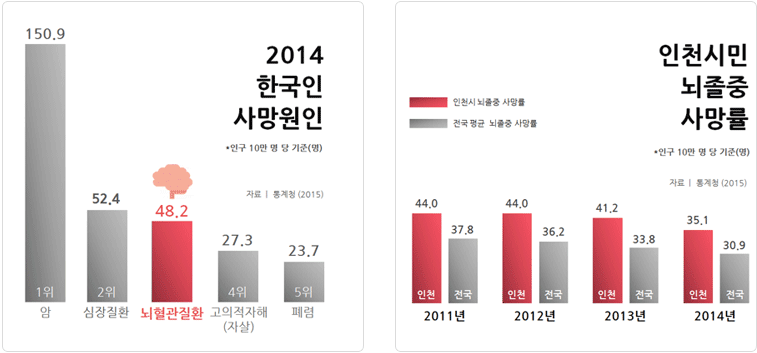 2014
한국인
사망원인
*인구 10만 명 당 기준(명)
자료 | 통계청 (2015)
150.9
52.4
48.2
27.3
23.7
1위
2위
4위
5위
암
심장질환
뇌혈관질환
고의적자해
(자살)
폐렴
인천시민
뇌졸중
사망률
*인구 10만 명 당 기준(명)
자료 | 통계청 (2015)
인천시 뇌졸중 사망률
전국 평균 뇌졸중 사망률
44.0
37.8
44.0
36.2
41.2
33.8
35.1
30.9
인천
전국
인천
전국
인천
전국
인천
전국
2011년
2012년
2013년
2014년